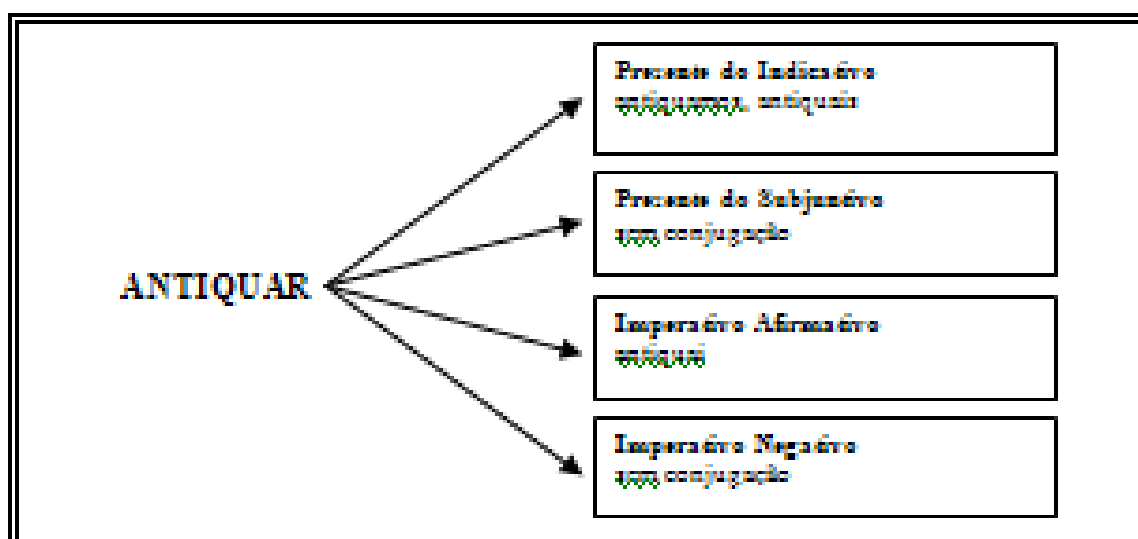 Presente do Indicativo
antiquamos, antiquais
Presente do Subjuntivo
sem conjugação
ANTIQUAR
Imperativo Afirmativo
antiquai
Imperativo Negativo
sem conjugação